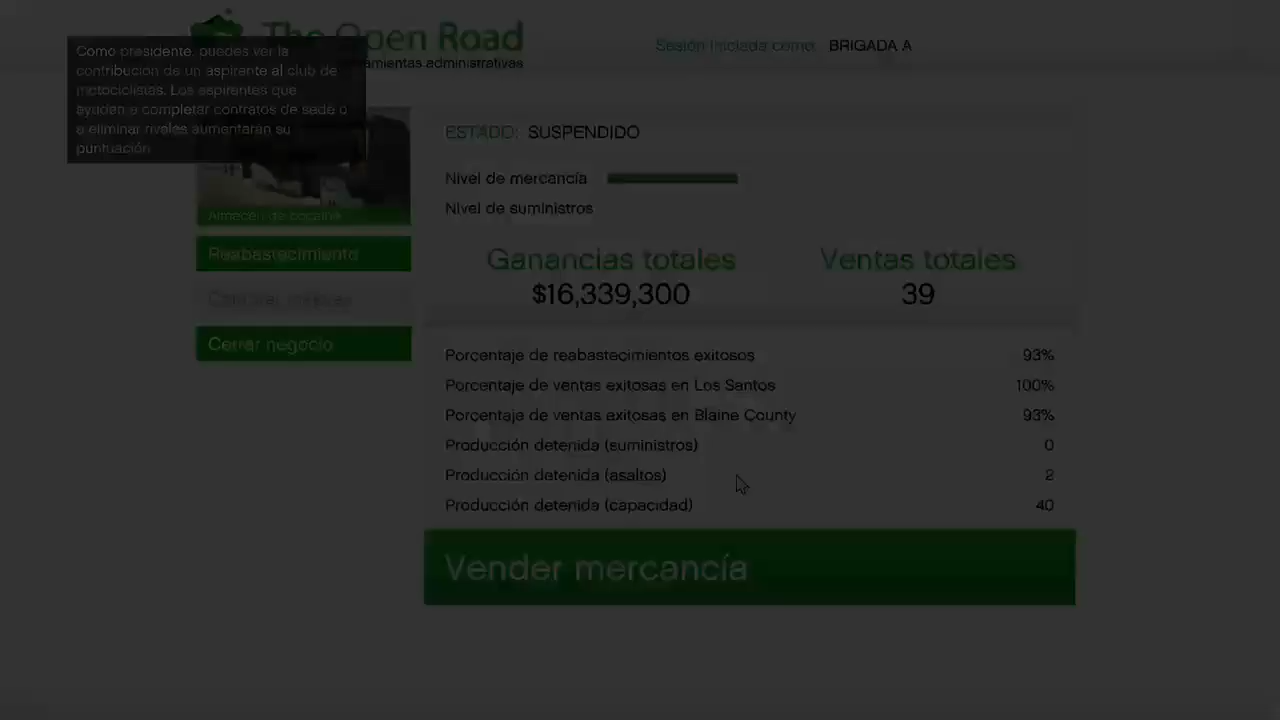 The Open Road
Sesión iniciada como: BRIGADA A
Como presidente, puedes ver la
contribución de un aspirante al club de
motociclistas. Los aspirantes que
ayuden a completar contratos de sede o
a eliminar rivales aumentarán su
puntuación.
administrativas
Almacén de cocaína
Reabastecimiento
Cerrar negocio
ESTADO: SUSPENDIDO
Nivel de mercancía
Nivel de suministros
Ganancias totales
$16,339,300
Ventas totales
39
Porcentaje de reabastecimientos exitosos 93%
Porcentaje de ventas exitosas en Los Santos 100%
Porcentaje de ventas exitosas en Blaine County 93%
Producción detenida (suministros) 0
Producción detenida (asaltos) 2
Producción detenida (capacidad) 40
Vender mercancía